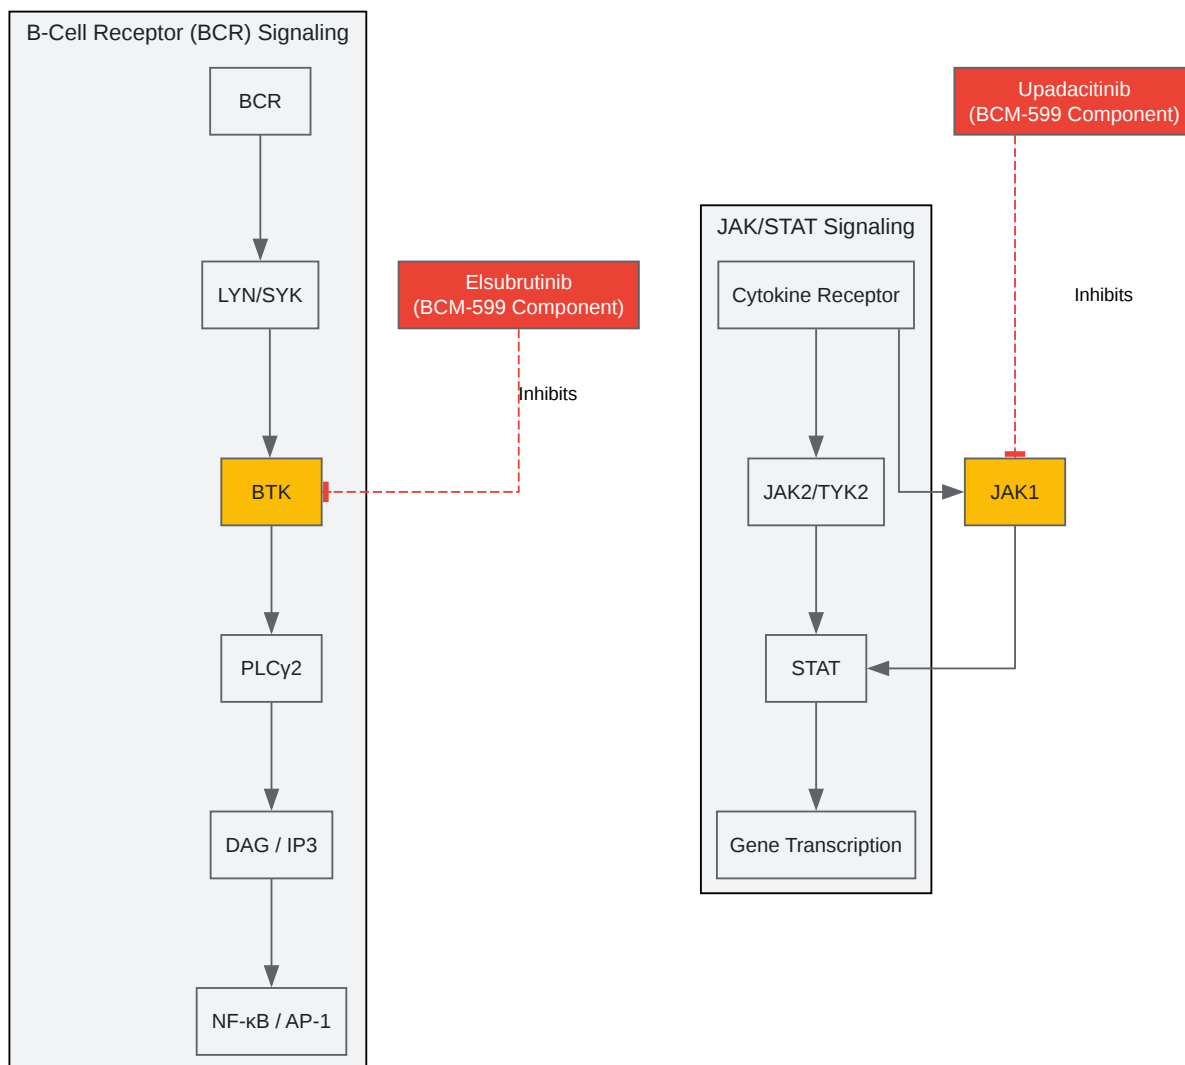 B-Cell Receptor (BCR) Signaling
BCR
LYN/SYK
BTK
PLCγ2
DAG / IP3
NF-κB / AP-1
Elsubrutinib
(BCM-599 Component)
Inhibits
JAK/STAT Signaling
Cytokine Receptor
JAK2/TYK2
STAT
Gene Transcription
Upadacitinib
(BCM-599 Component)
Inhibits
JAK1